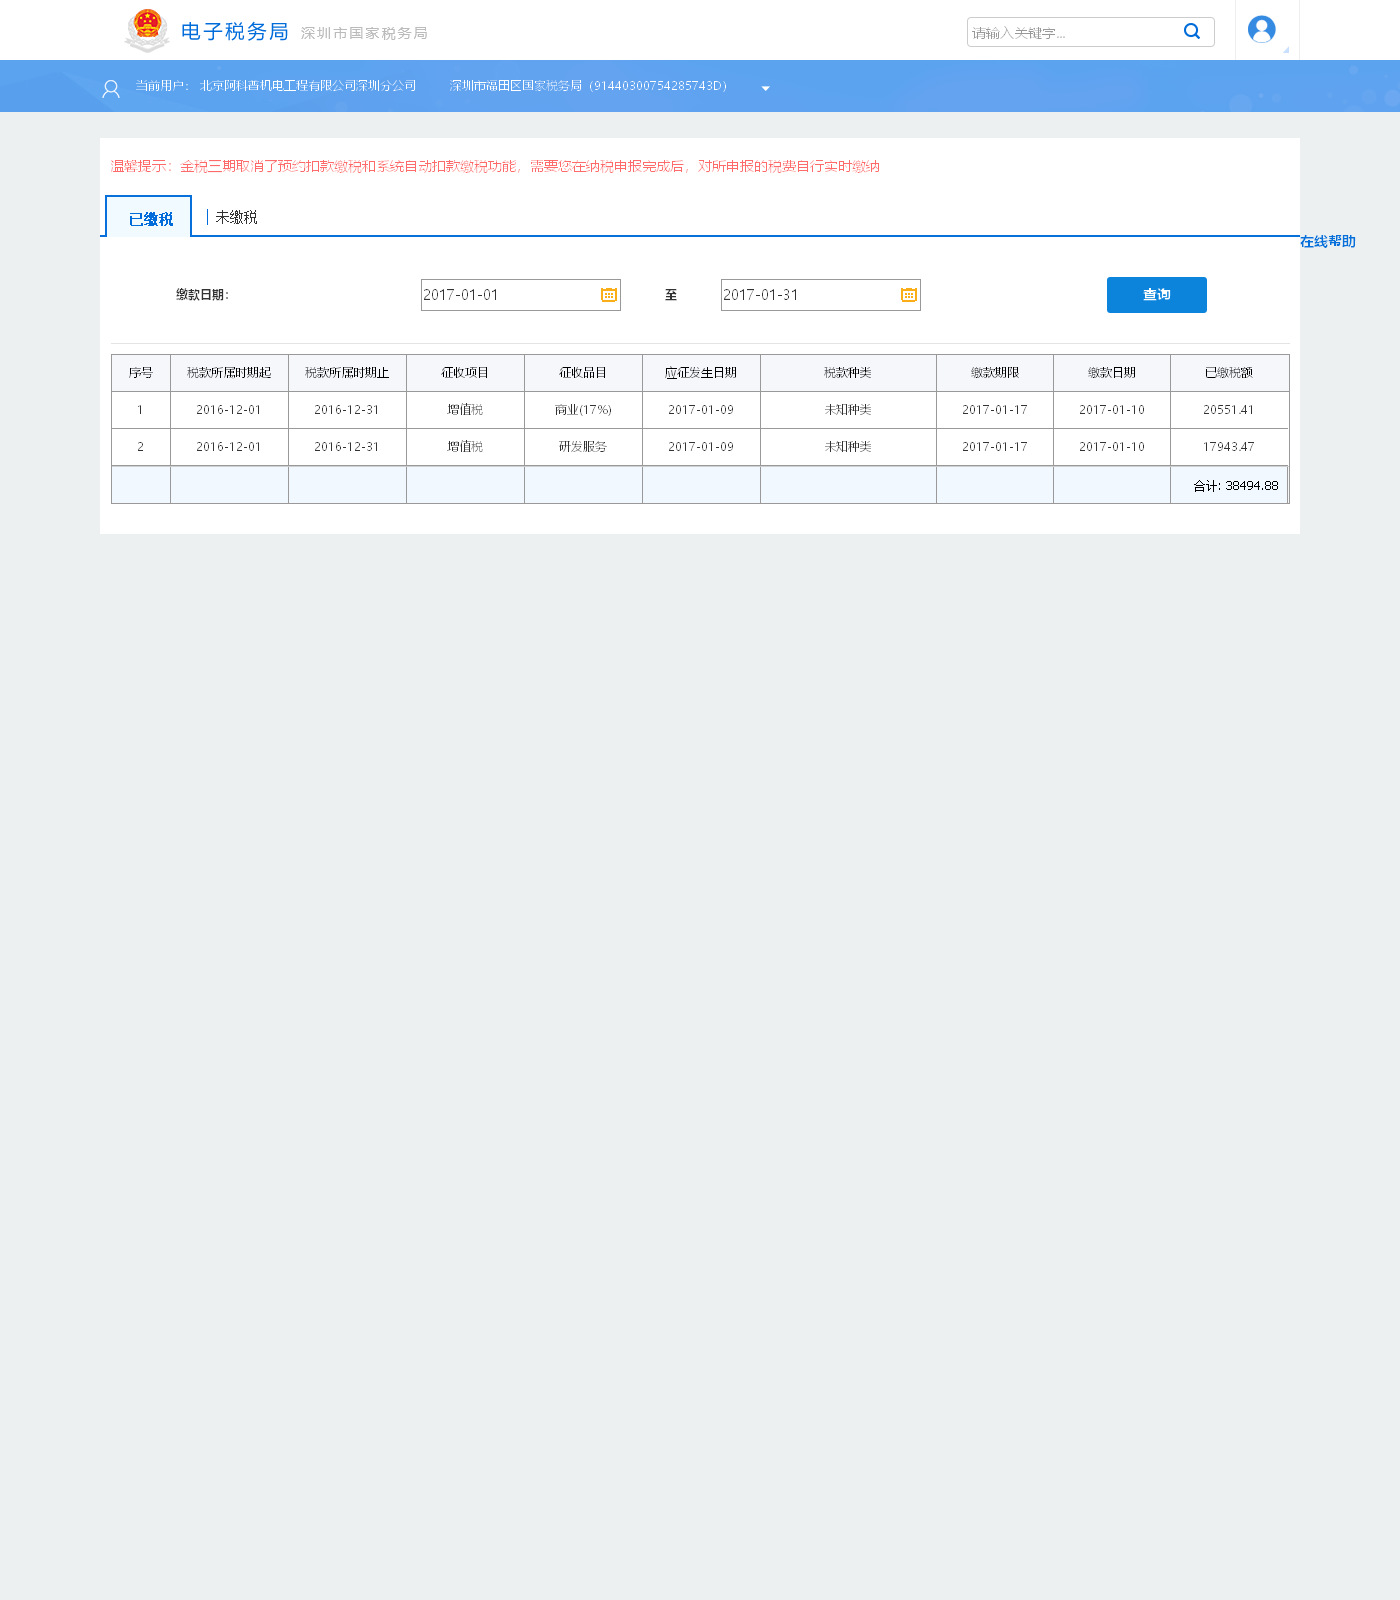 电子税务局 深圳市国家税务局 请输入关键字...
当前用户： 北京阿科普机电工程有限公司深圳分公司 深圳市福田区国家税务局（91440300754285743D）
温馨提示：金税三期取消了预约扣款缴税和系统自动扣款缴税功能，需要您在纳税申报完成后，对所申报的税费自行实时缴纳
已缴税 未缴税
在线帮助
缴款日期： 2017-01-01 至 2017-01-31 查询
序号 税款所属时期起 税款所属时期止 征收项目 征收品目 应征发生日期 税款种类 缴款期限 缴款日期 已缴税额
1 2016-12-01 2016-12-31 增值税 商业(17%) 2017-01-09 未知种类 2017-01-17 2017-01-10 20551.41
2 2016-12-01 2016-12-31 增值税 研发服务 2017-01-09 未知种类 2017-01-17 2017-01-10 17943.47
合计: 38494.88